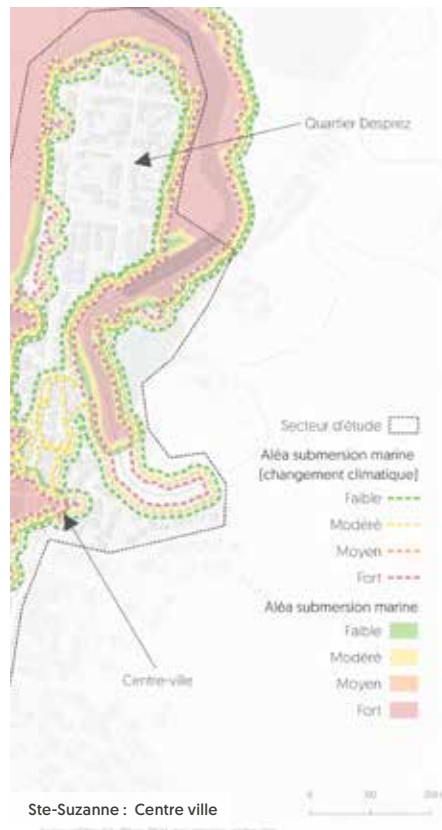 Quartier Desprez
Secteur d'étude
Aléa submersion marine
[changement climatique]
Faible
Modéré
Moyen
Fort
Aléa submersion marine
Faible
Modéré
Moyen
Fort
Centre-ville
Ste-Suzanne : Centre ville
0